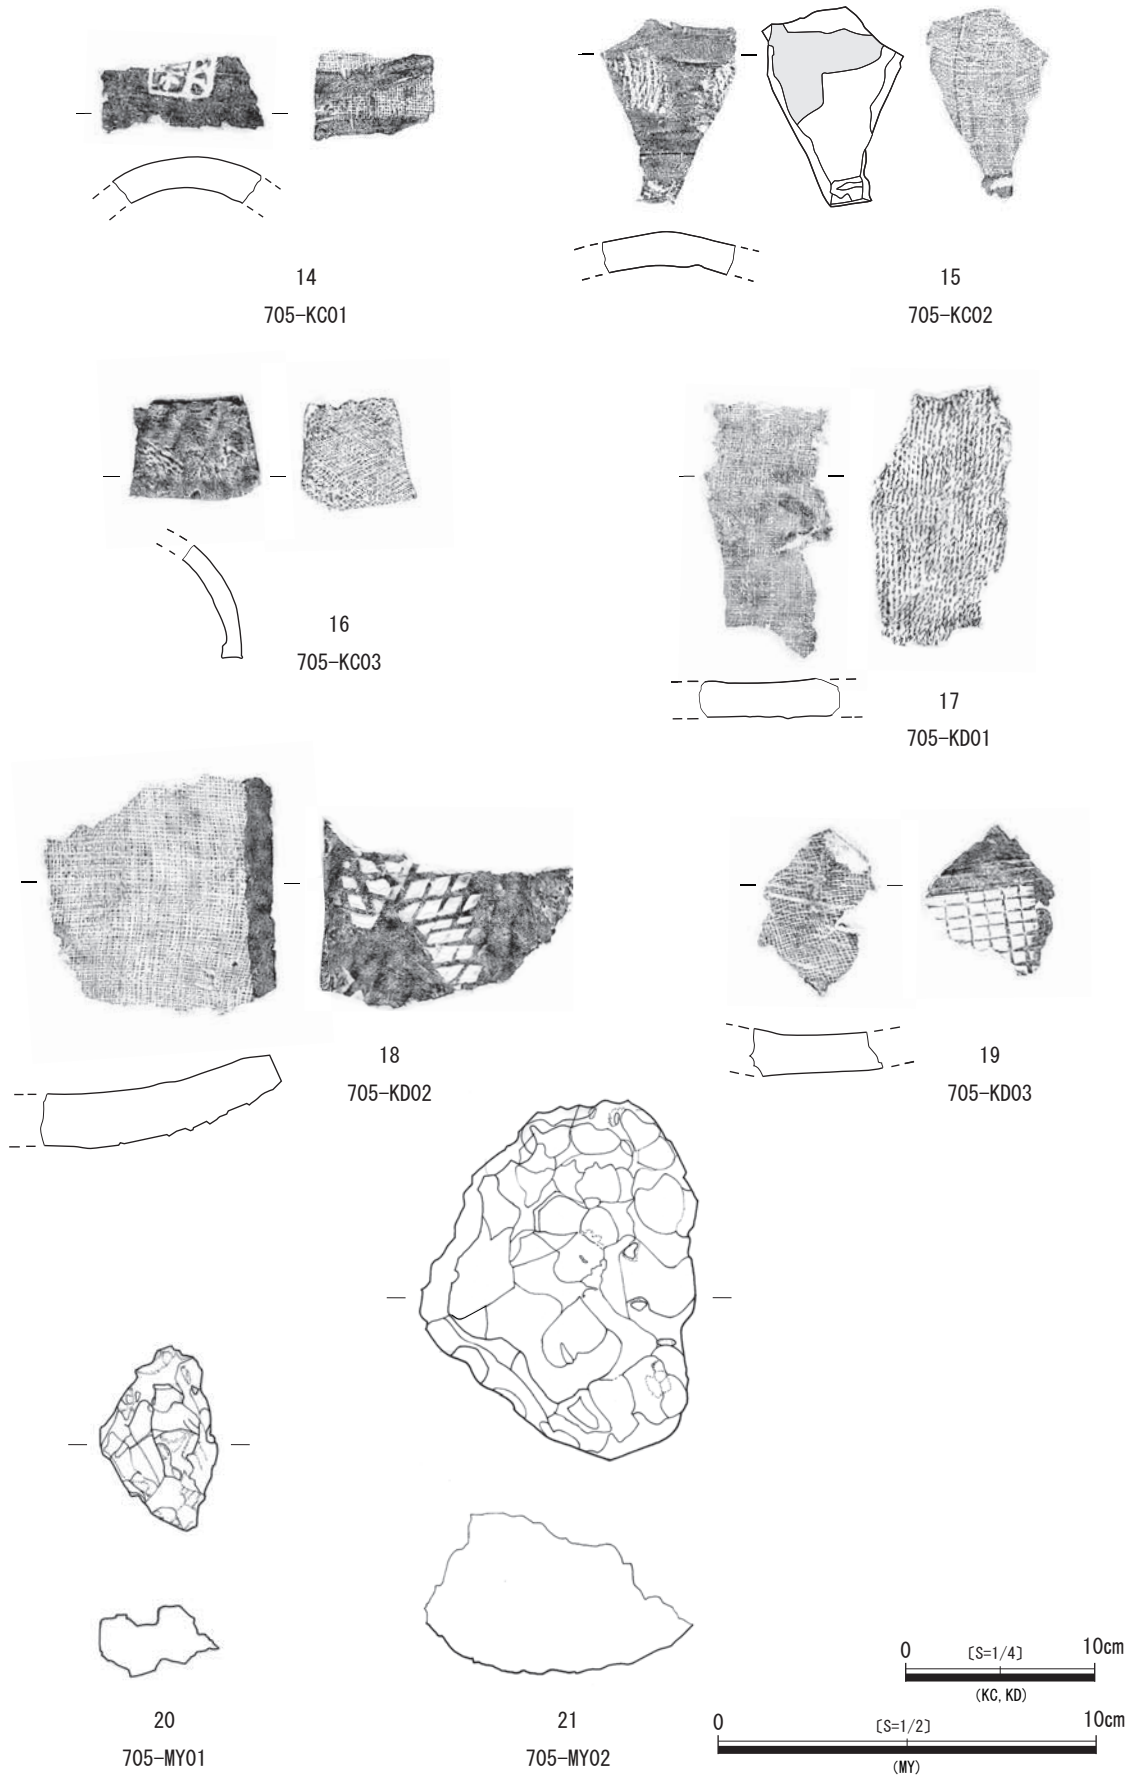 14
705-KC01
15
705-KC02
16
705-KC03
17
705-KD01
18
705-KD02
19
705-KD03
20
705-MY01
21
705-MY02
0 〔S=1/4〕 10cm
(KC, KD)
0 〔S=1/2〕 10cm
(MY)